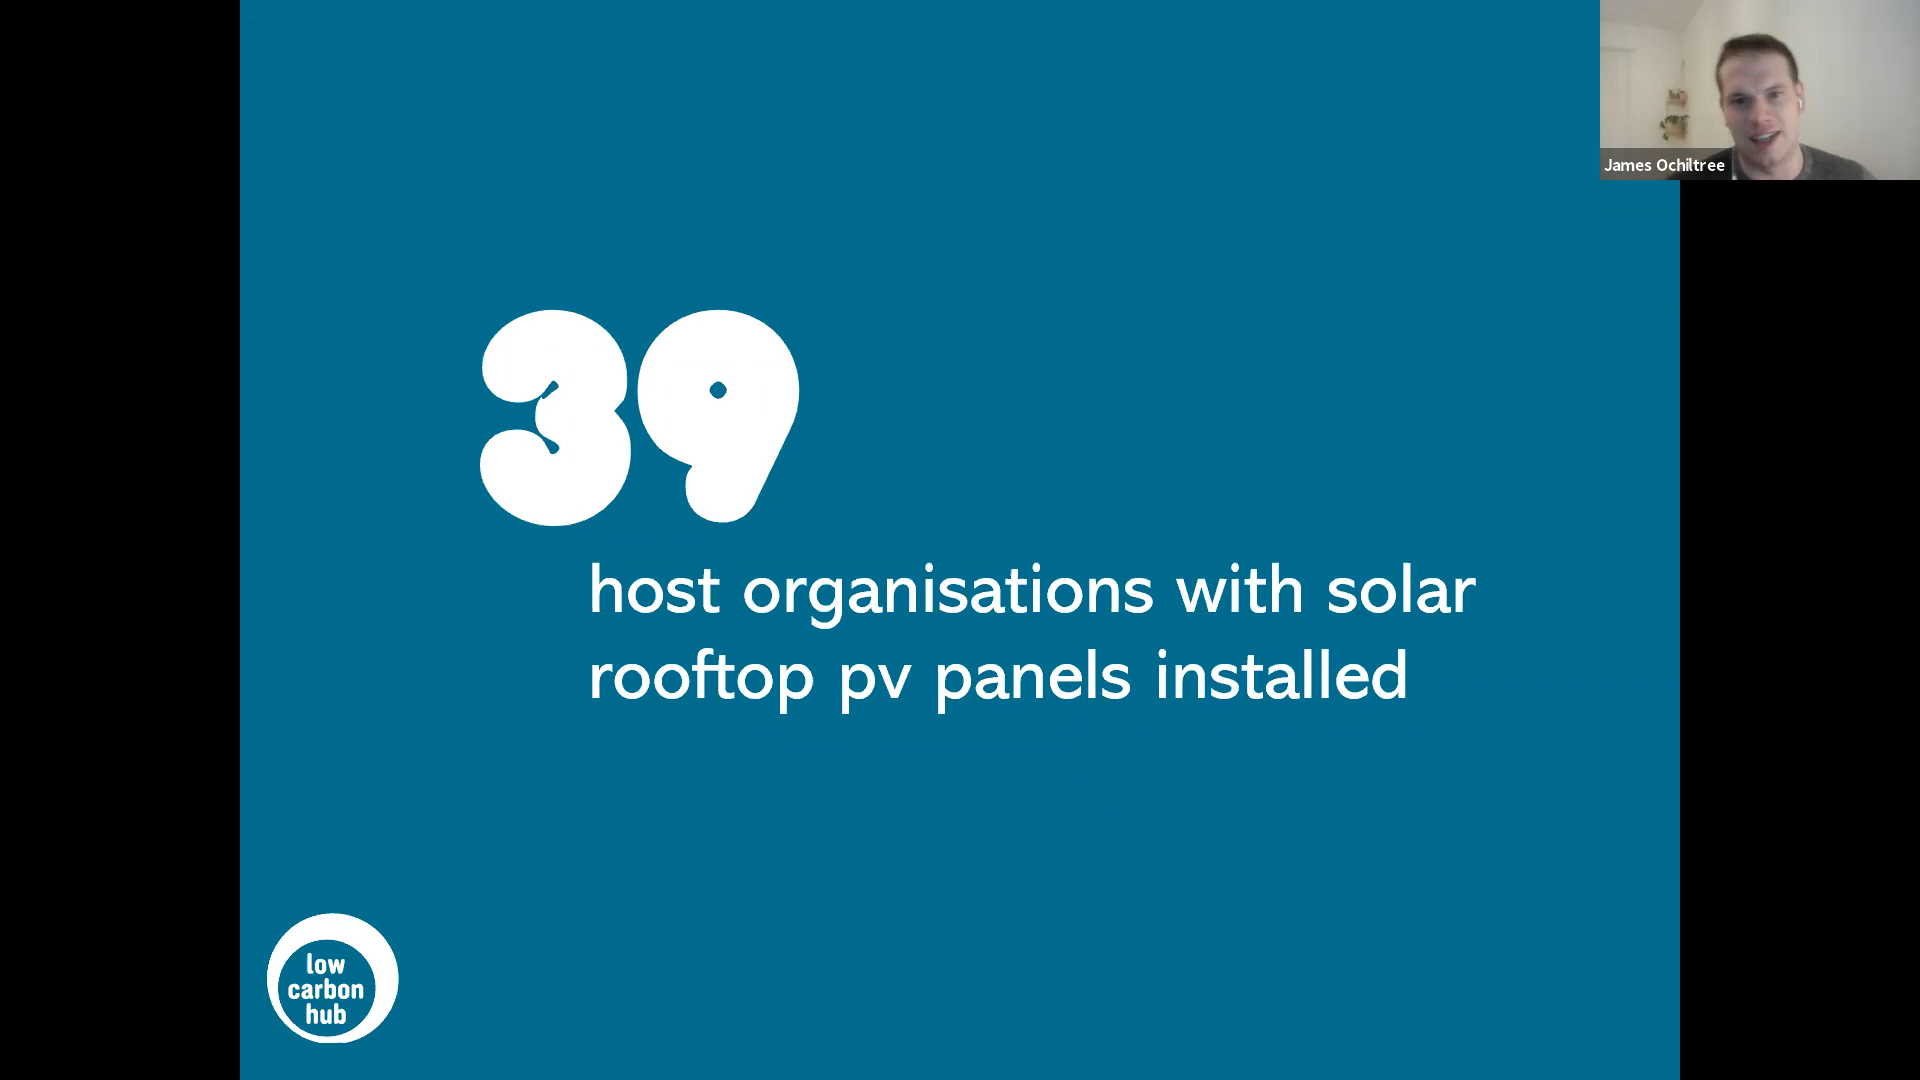 James Ochiltree
39
host organisations with solar
rooftop pv panels installed
low
carbon
hub